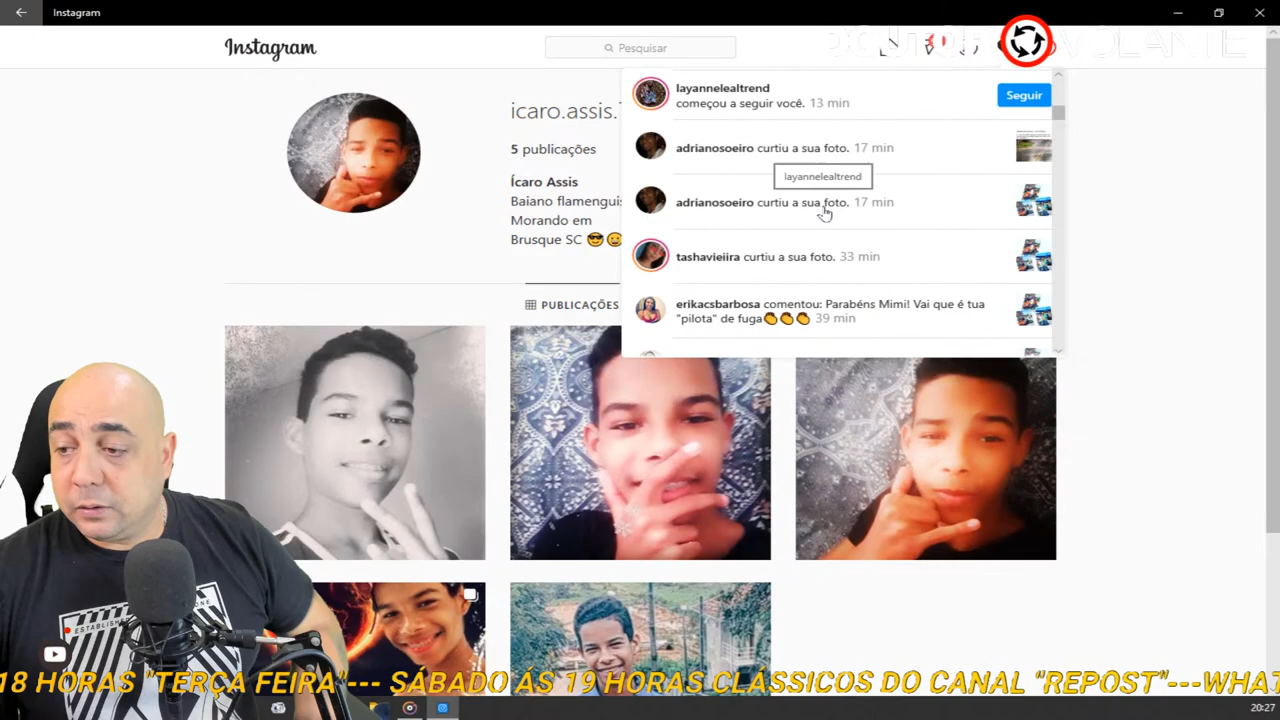 Instagram
Instagram
Pesquisar
VOLANTE
icaro.assis.
5 publicações
Ícaro Assis
Baiano flamenguis
Morando em
Brusque SC 😎😉
PUBLICAÇÕES
layannelealtrend
começou a seguir você. 13 min
Seguir
adrianosoeiro curtiu a sua foto. 17 min
layannelealtrend
adrianosoeiro curtiu a sua foto. 17 min
tashavieiira curtiu a sua foto. 33 min
erikacsbarbosa comentou: Parabéns Mimi! Vai que é tua
"pilota" de fuga👏👏👏 39 min
18 HORAS "TERÇA FEIRA"--- SÁBADO ÁS 19 HORAS CLÁSSICOS DO CANAL "REPOST"---WHAT
20:27